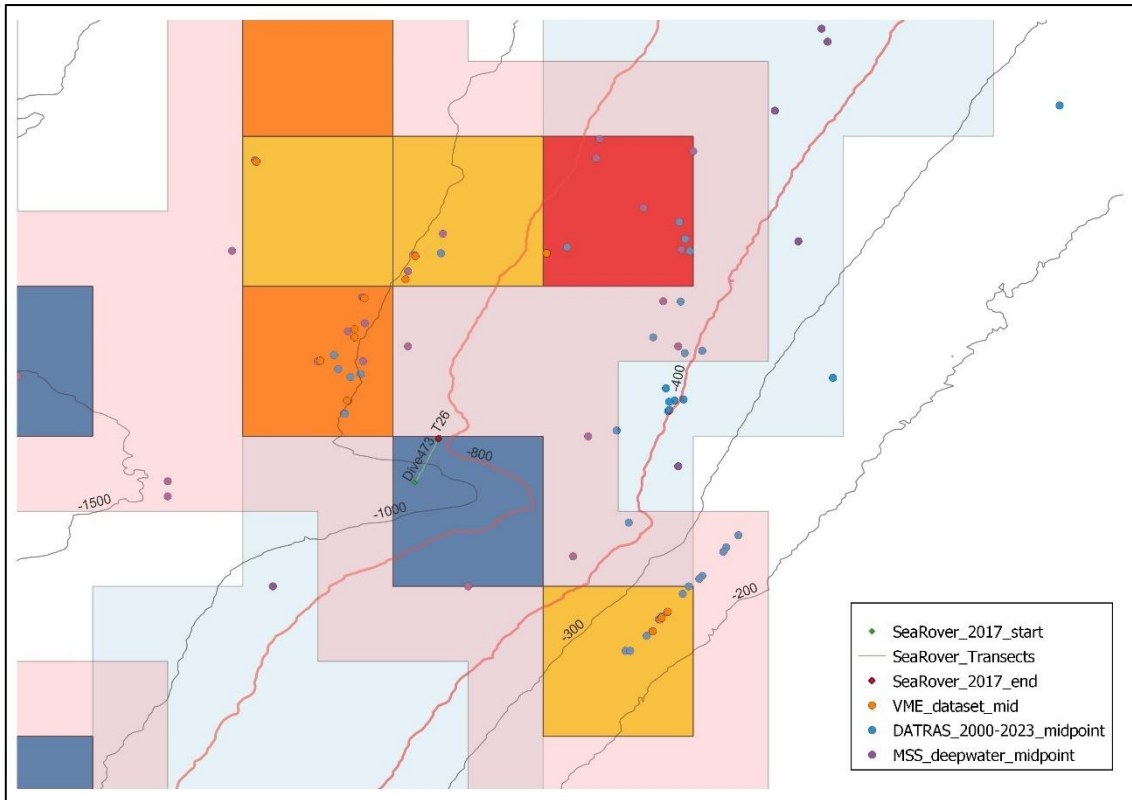 -400
Dive473_T26
-800
-1500
-1000
-200
-300
SeaRover_2017_start
SeaRover_Transects
SeaRover_2017_end
VME_dataset_mid
DATRAS_2000-2023_midpoint
MSS_deepwater_midpoint